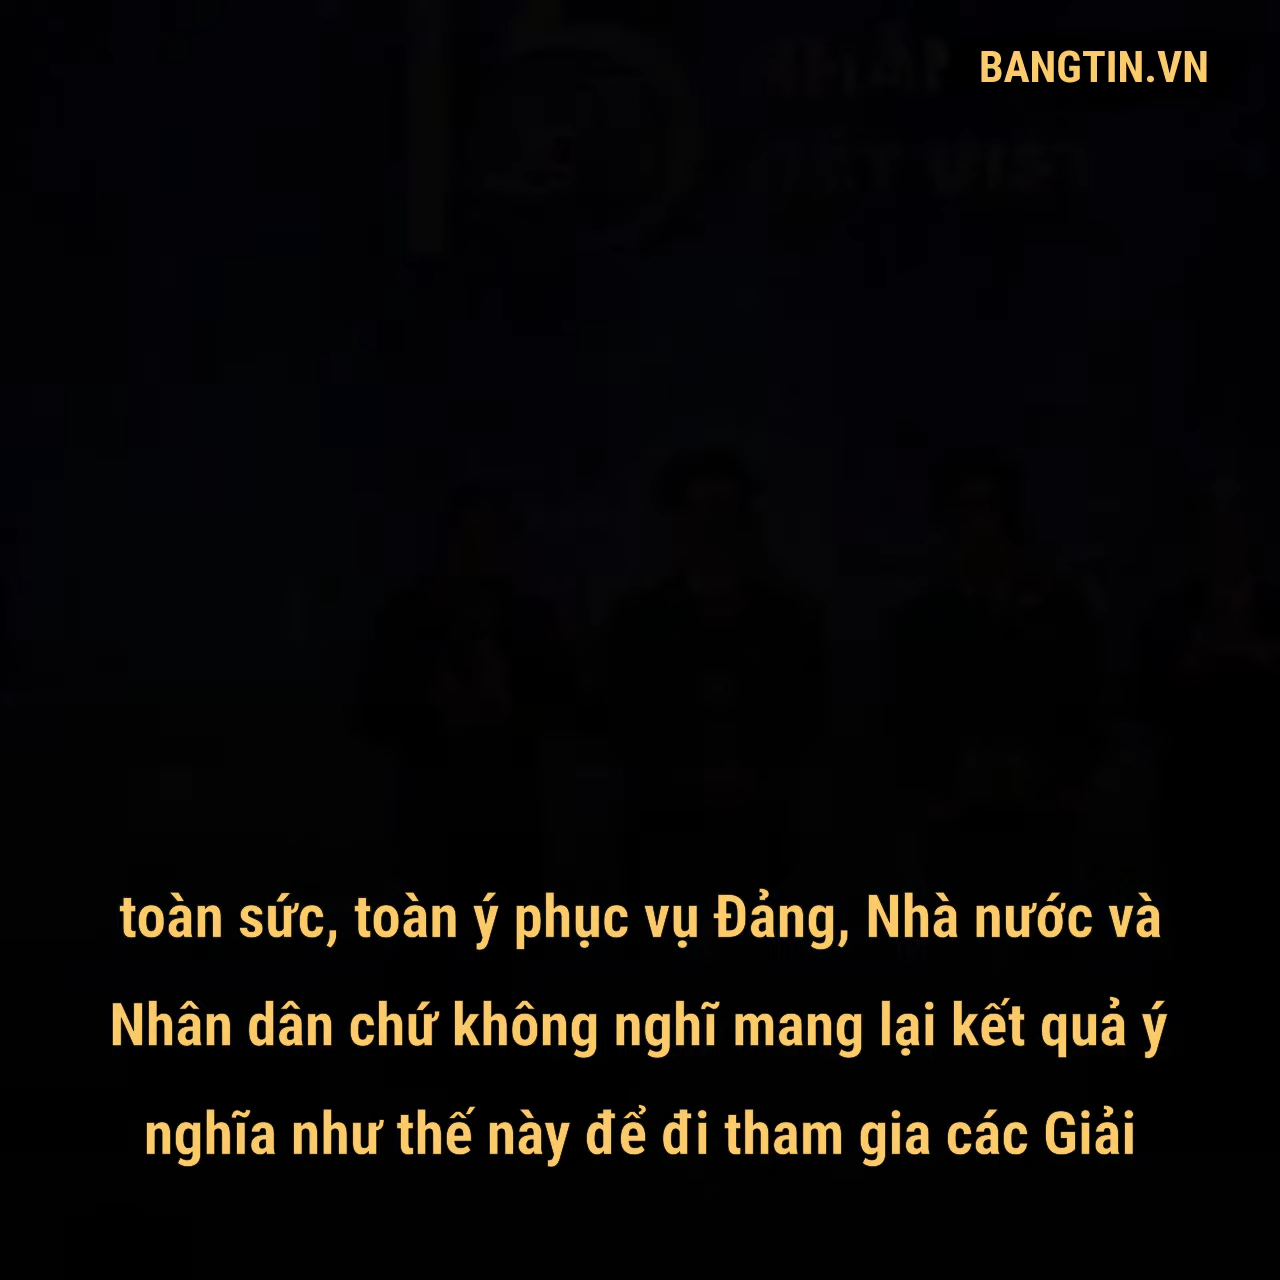 BANGTIN.VN
toàn sức, toàn ý phục vụ Đảng, Nhà nước và
Nhân dân chứ không nghĩ mang lại kết quả ý
nghĩa như thế này để đi tham gia các Giải